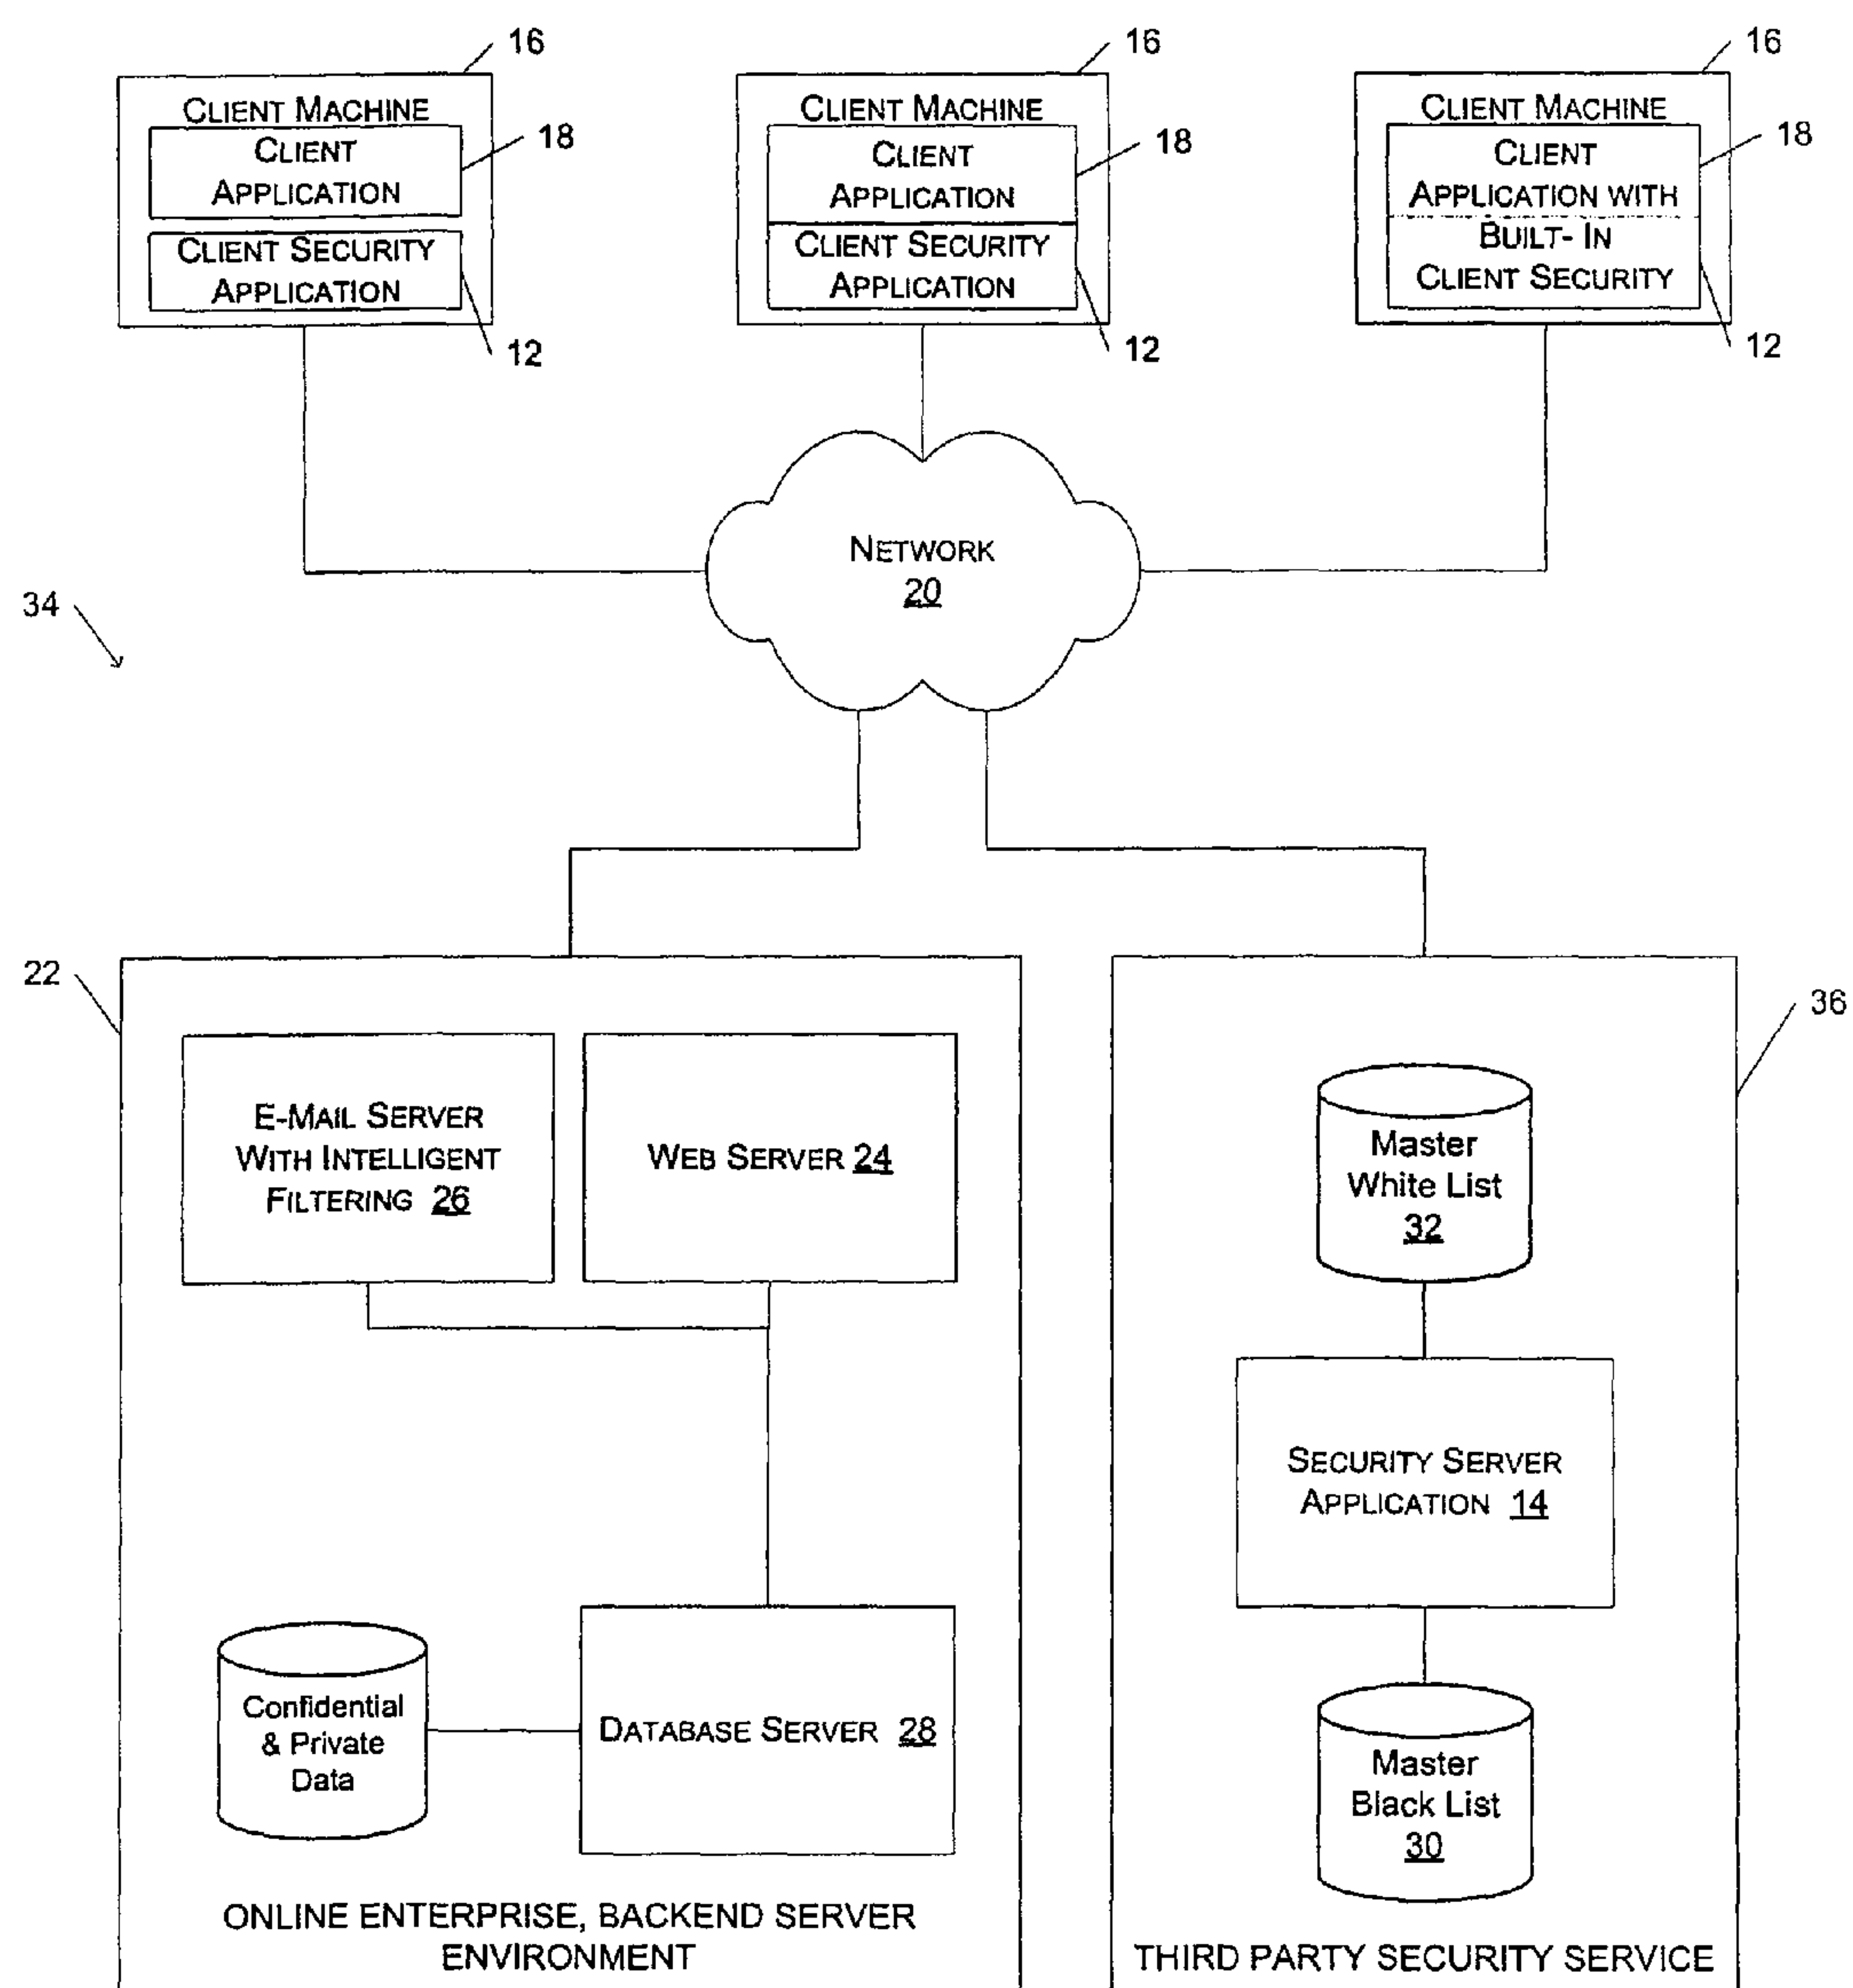 16
16
16
CLIENT MACHINE
CLIENT
APPLICATION
18
CLIENT SECURITY
APPLICATION
12
CLIENT MACHINE
CLIENT
APPLICATION
18
CLIENT SECURITY
APPLICATION
12
CLIENT MACHINE
CLIENT
APPLICATION WITH
18
BUILT- IN
CLIENT SECURITY
12
NETWORK
20
34
22
36
E-MAIL SERVER
WITH INTELLIGENT
FILTERING 26
WEB SERVER 24
Confidential
& Private
Data
DATABASE SERVER 28
ONLINE ENTERPRISE, BACKEND SERVER
ENVIRONMENT
Master
White List
32
SECURITY SERVER
APPLICATION 14
Master
Black List
30
THIRD PARTY SECURITY SERVICE